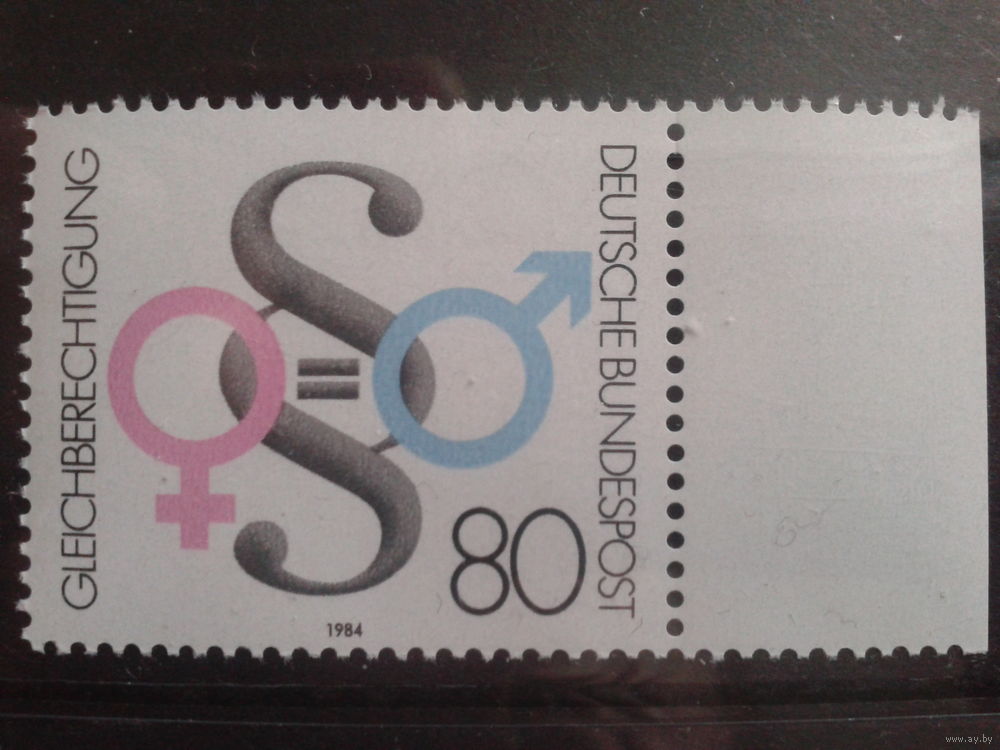 GLEICHBERECHTIGUNG
DEUTSCHE BUNDESPOST
§
=
80
1984
www.ay.by